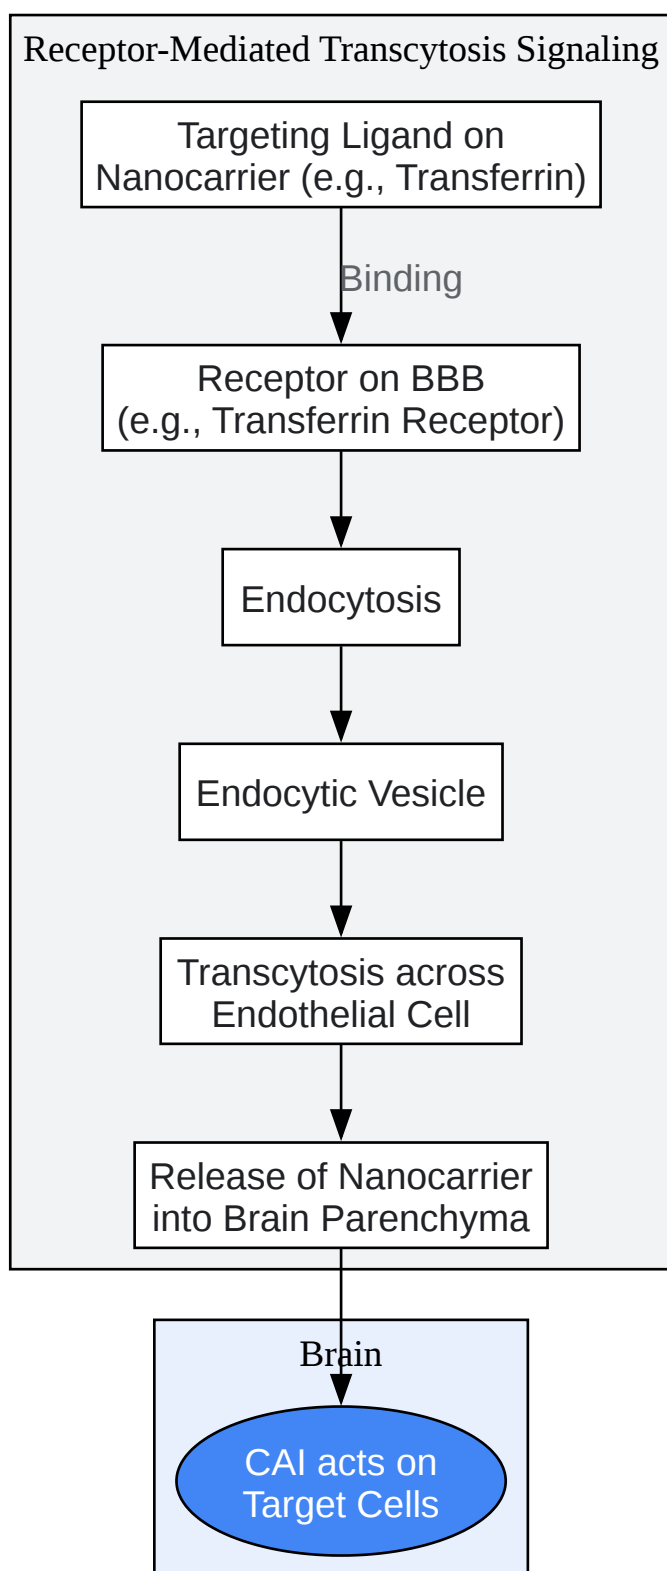 Receptor-Mediated Transcytosis Signaling
Targeting Ligand on
Nanocarrier (e.g., Transferrin)
Binding
Receptor on BBB
(e.g., Transferrin Receptor)
Endocytosis
Endocytic Vesicle
Transcytosis across
Endothelial Cell
Release of Nanocarrier
into Brain Parenchyma
Brain
CAI acts on
Target Cells